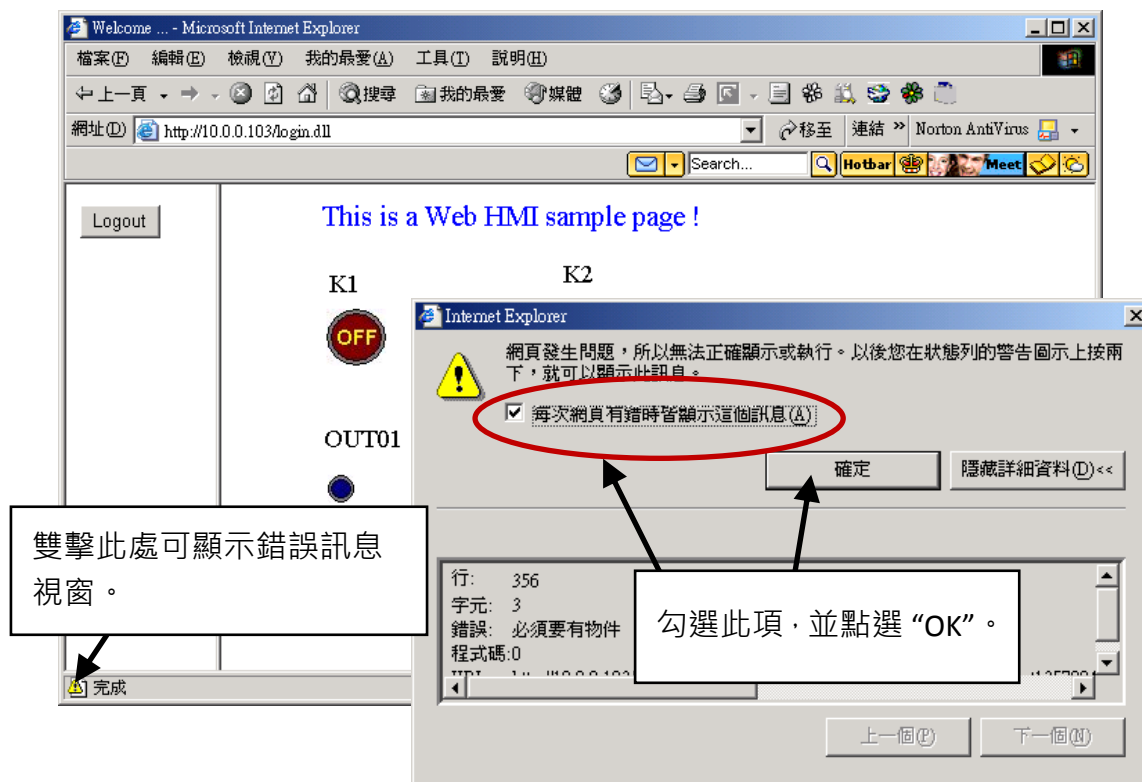 Welcome ... - Microsoft Internet Explorer
檔案(F) 編輯(E) 檢視(V) 我的最愛(A) 工具(T) 說明(H)
上一頁 搜尋 我的最愛 媒體
網址(D) http://10.0.0.103/login.dll 移至 連結 » Norton AntiVirus
Search... Hotbar Meet
Logout
This is a Web HMI sample page !
K1 K2
OFF
OUT01
Internet Explorer
網頁發生問題，所以無法正確顯示或執行。以後您在狀態列的警告圖示上按兩
下，就可以顯示此訊息。
每次網頁有錯時皆顯示這個訊息(A)
確定 隱藏詳細資料(D)<<
雙擊此處可顯示錯誤訊息
視窗。
行: 356
字元: 3
錯誤: 必須要有物件
程式碼:0
勾選此項，並點選 “OK”。
完成
上一個(P) 下一個(N)